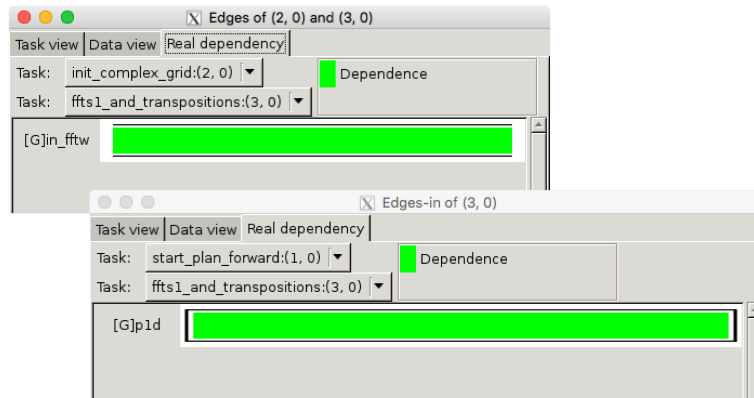 Edges of (2, 0) and (3, 0)
Task view Data view Real dependency
Task: init_complex_grid:(2, 0) Dependence
Task: ffts1_and_transpositions:(3, 0)
[G]in_fftw
Edges-in of (3, 0)
Task view Data view Real dependency
Task: start_plan_forward:(1, 0) Dependence
Task: ffts1_and_transpositions:(3, 0)
[G]p1d